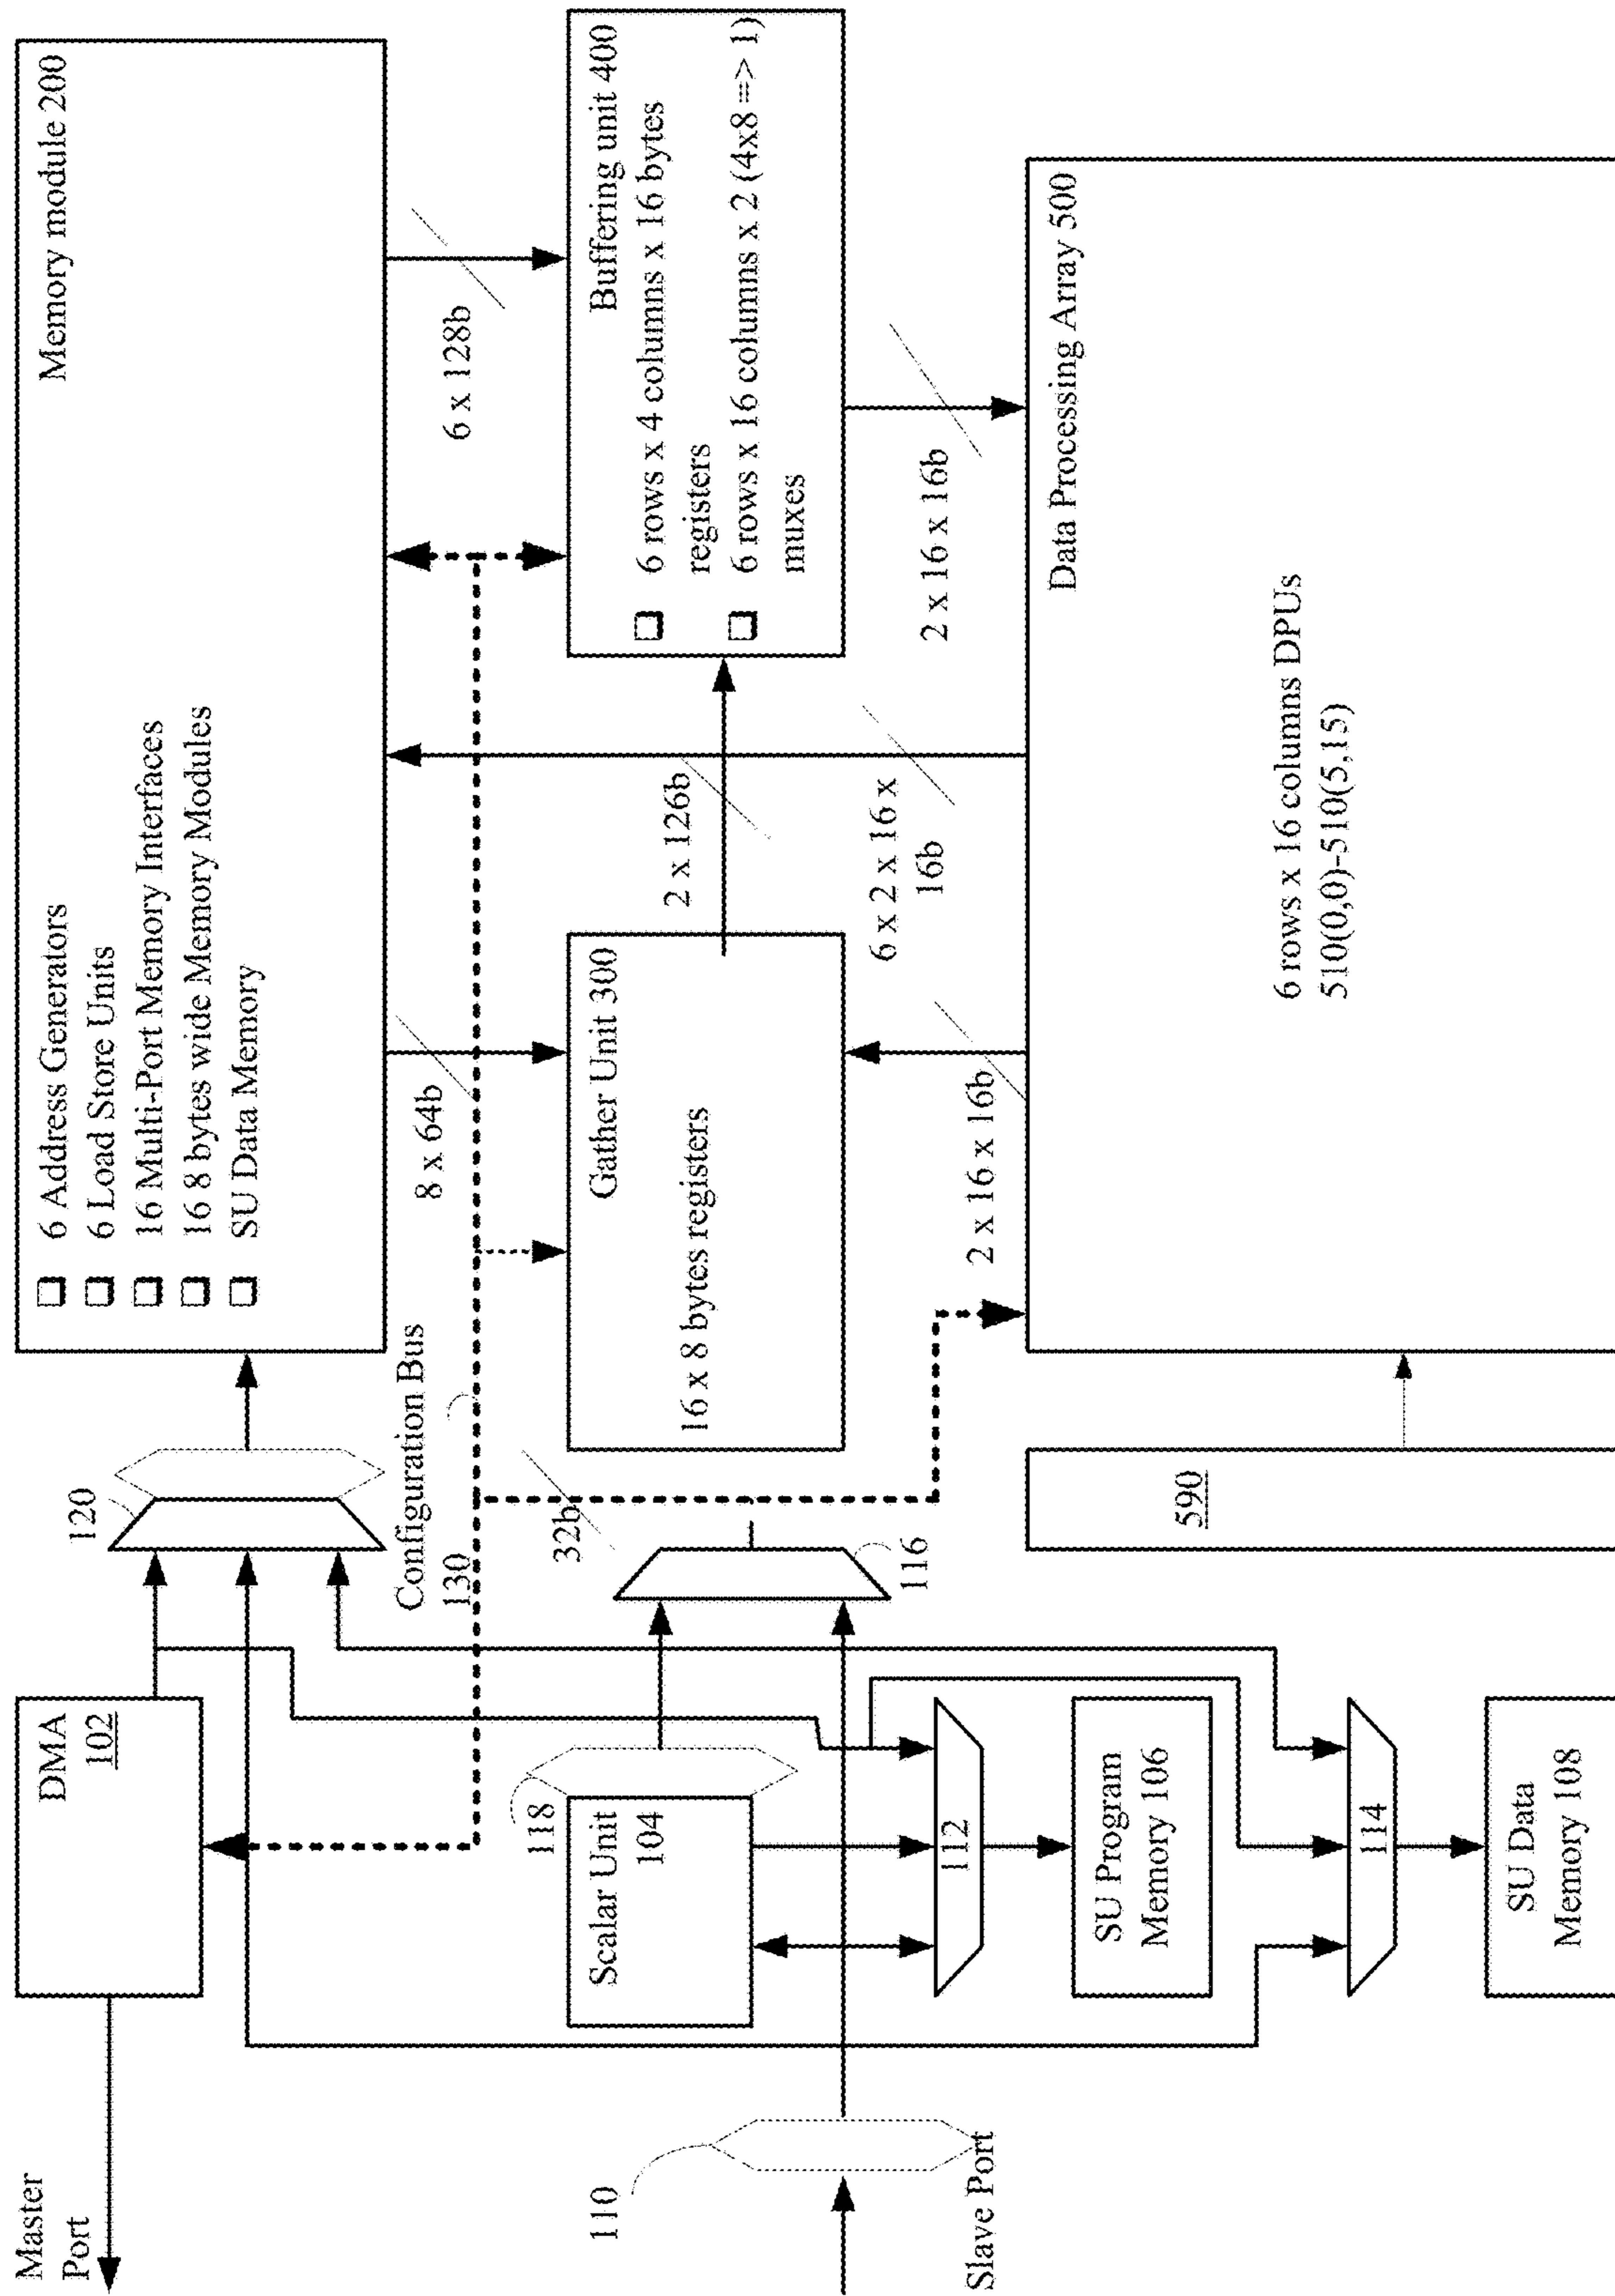 Master
Port
DMA
102
120
Memory module 200
❑ 6 Address Generators
❑ 6 Load Store Units
❑ 16 Multi-Port Memory Interfaces
❑ 16 8 bytes wide Memory Modules
❑ SU Data Memory
Configuration Bus
130
8 x 64b
6 x 128b
32b
110
Slave Port
118
Scalar Unit
104
116
Gather Unit 300
16 x 8 bytes registers
2 x 126b
Buffering unit 400
❑ 6 rows x 4 columns x 16 bytes
registers
❑ 6 rows x 16 columns x 2 (4x8 => 1)
muxes
112
SU Program
Memory 106
2 x 16 x 16b
6 x 2 x 16 x
16b
2 x 16 x 16b
114
SU Data
Memory 108
590
Data Processing Array 500
6 rows x 16 columns DPUs
510(0,0)-510(5,15)